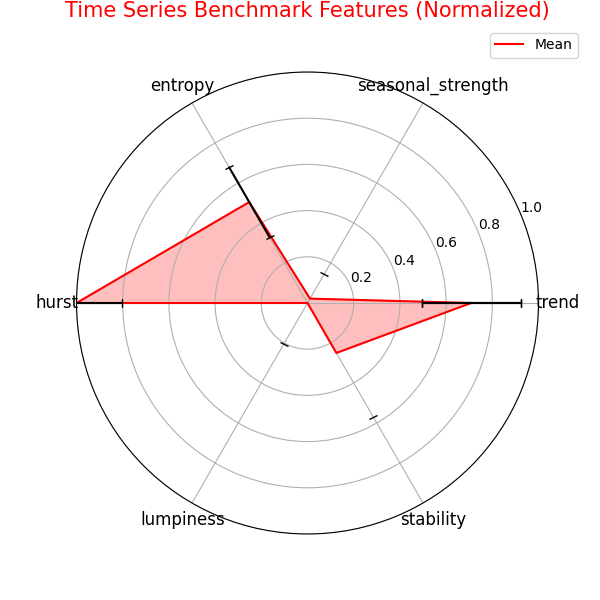 Time Series Benchmark Features (Normalized)
Mean
entropy
seasonal_strength
1.0
0.8
0.6
0.4
0.2
hurst
trend
lumpiness
stability